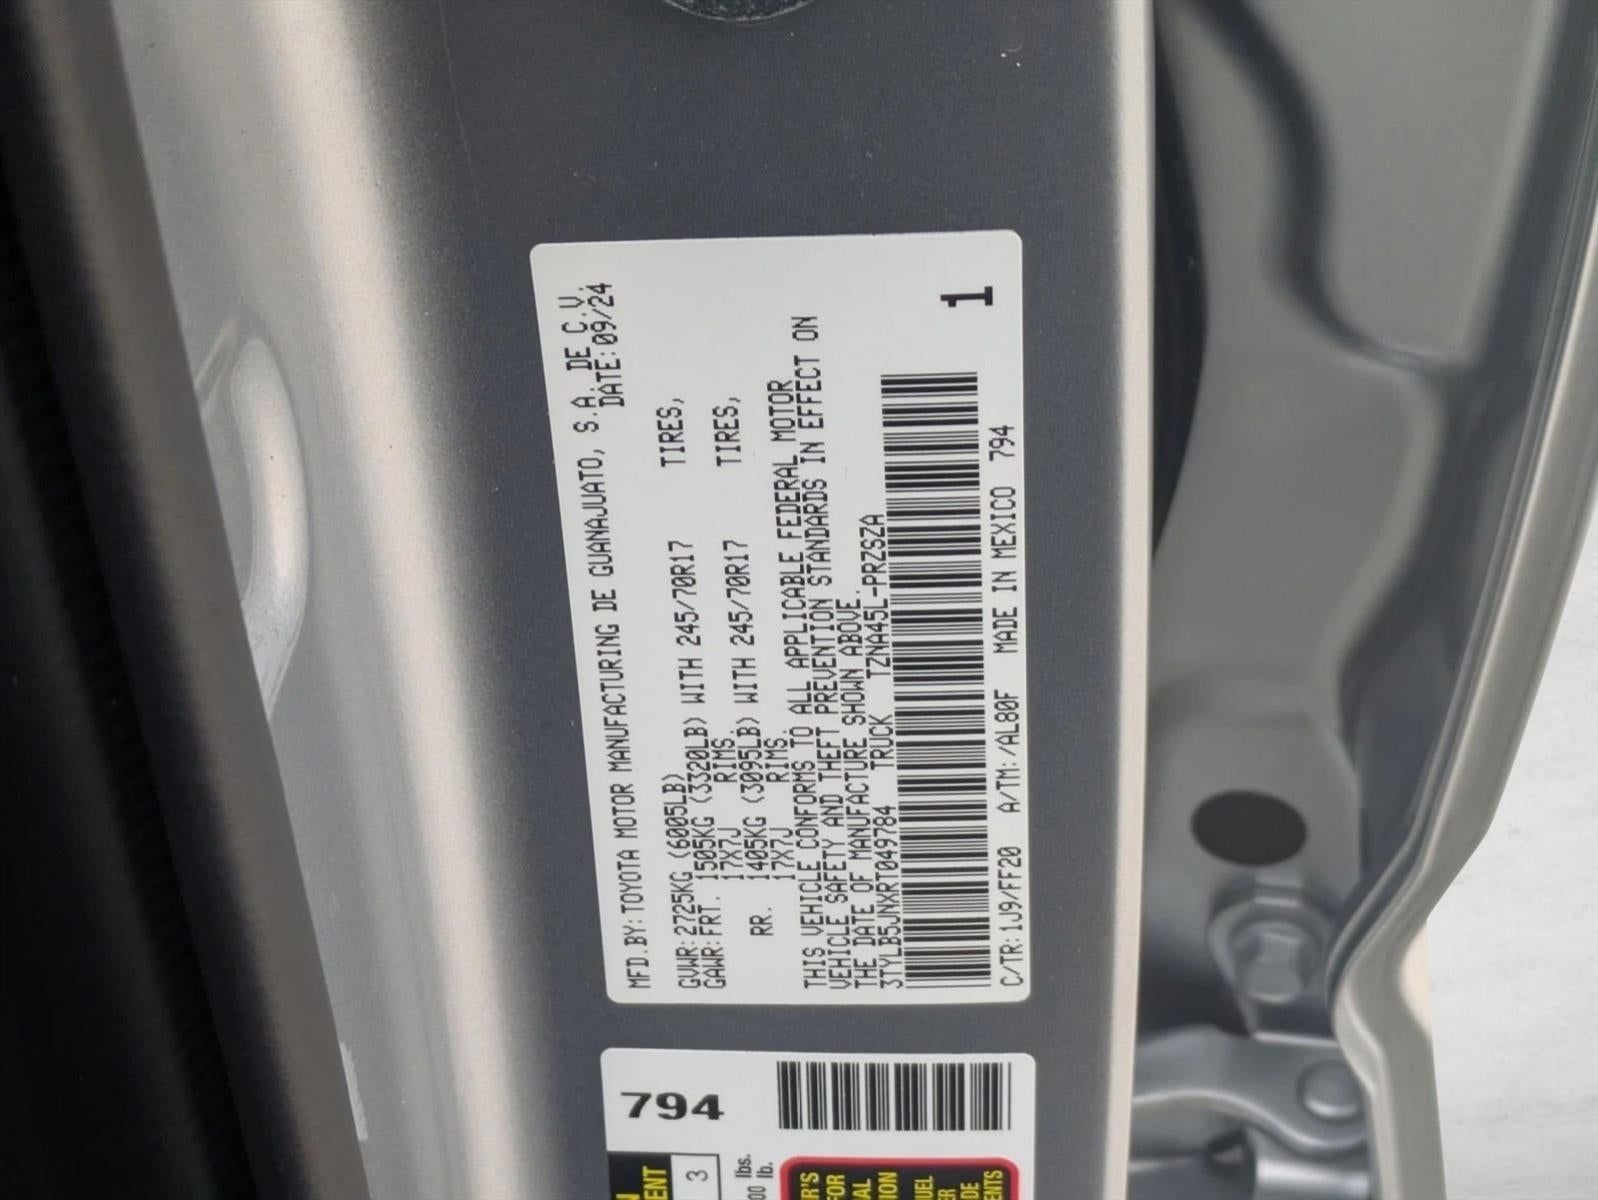 MFD.BY:TOYOTA MOTOR MANUFACTURING DE GUANAJUATO, S.A. DE C.V.
DATE:09/24
GVWR:2725KG (6005LB)
GAWR:FRT. 1505KG (3320LB) WITH 245/70R17 TIRES,
17X7J RIMS.
RR. 1405KG (3095LB) WITH 245/70R17 TIRES,
17X7J RIMS.
THIS VEHICLE CONFORMS TO ALL APPLICABLE FEDERAL MOTOR
VEHICLE SAFETY AND THEFT PREVENTION STANDARDS IN EFFECT ON
THE DATE OF MANUFACTURE SHOWN ABOVE.
3TYLB5JNXRT049784 TRUCK TZNA45L-PRZSZA
1
C/TR:1J9/FF20 A/TM:/AL80F MADE IN MEXICO 794
794
3
lbs.
lb.